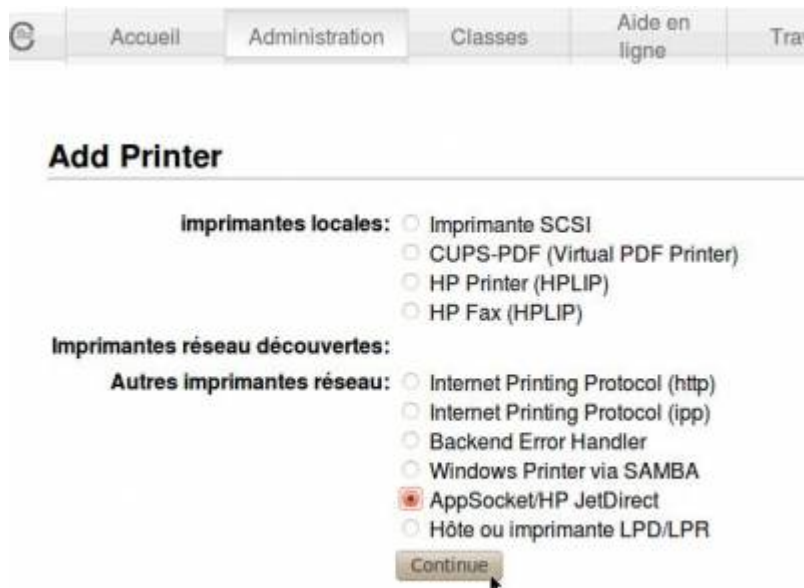 Accueil Administration Classes Aide en ligne
Add Printer
imprimantes locales: Imprimante SCSI
CUPS-PDF (Virtual PDF Printer)
HP Printer (HPLIP)
HP Fax (HPLIP)
Imprimantes réseau découvertes:
Autres imprimantes réseau: Internet Printing Protocol (http)
Internet Printing Protocol (ipp)
Backend Error Handler
Windows Printer via SAMBA
AppSocket/HP JetDirect
Hôte ou imprimante LPD/LPR
Continue